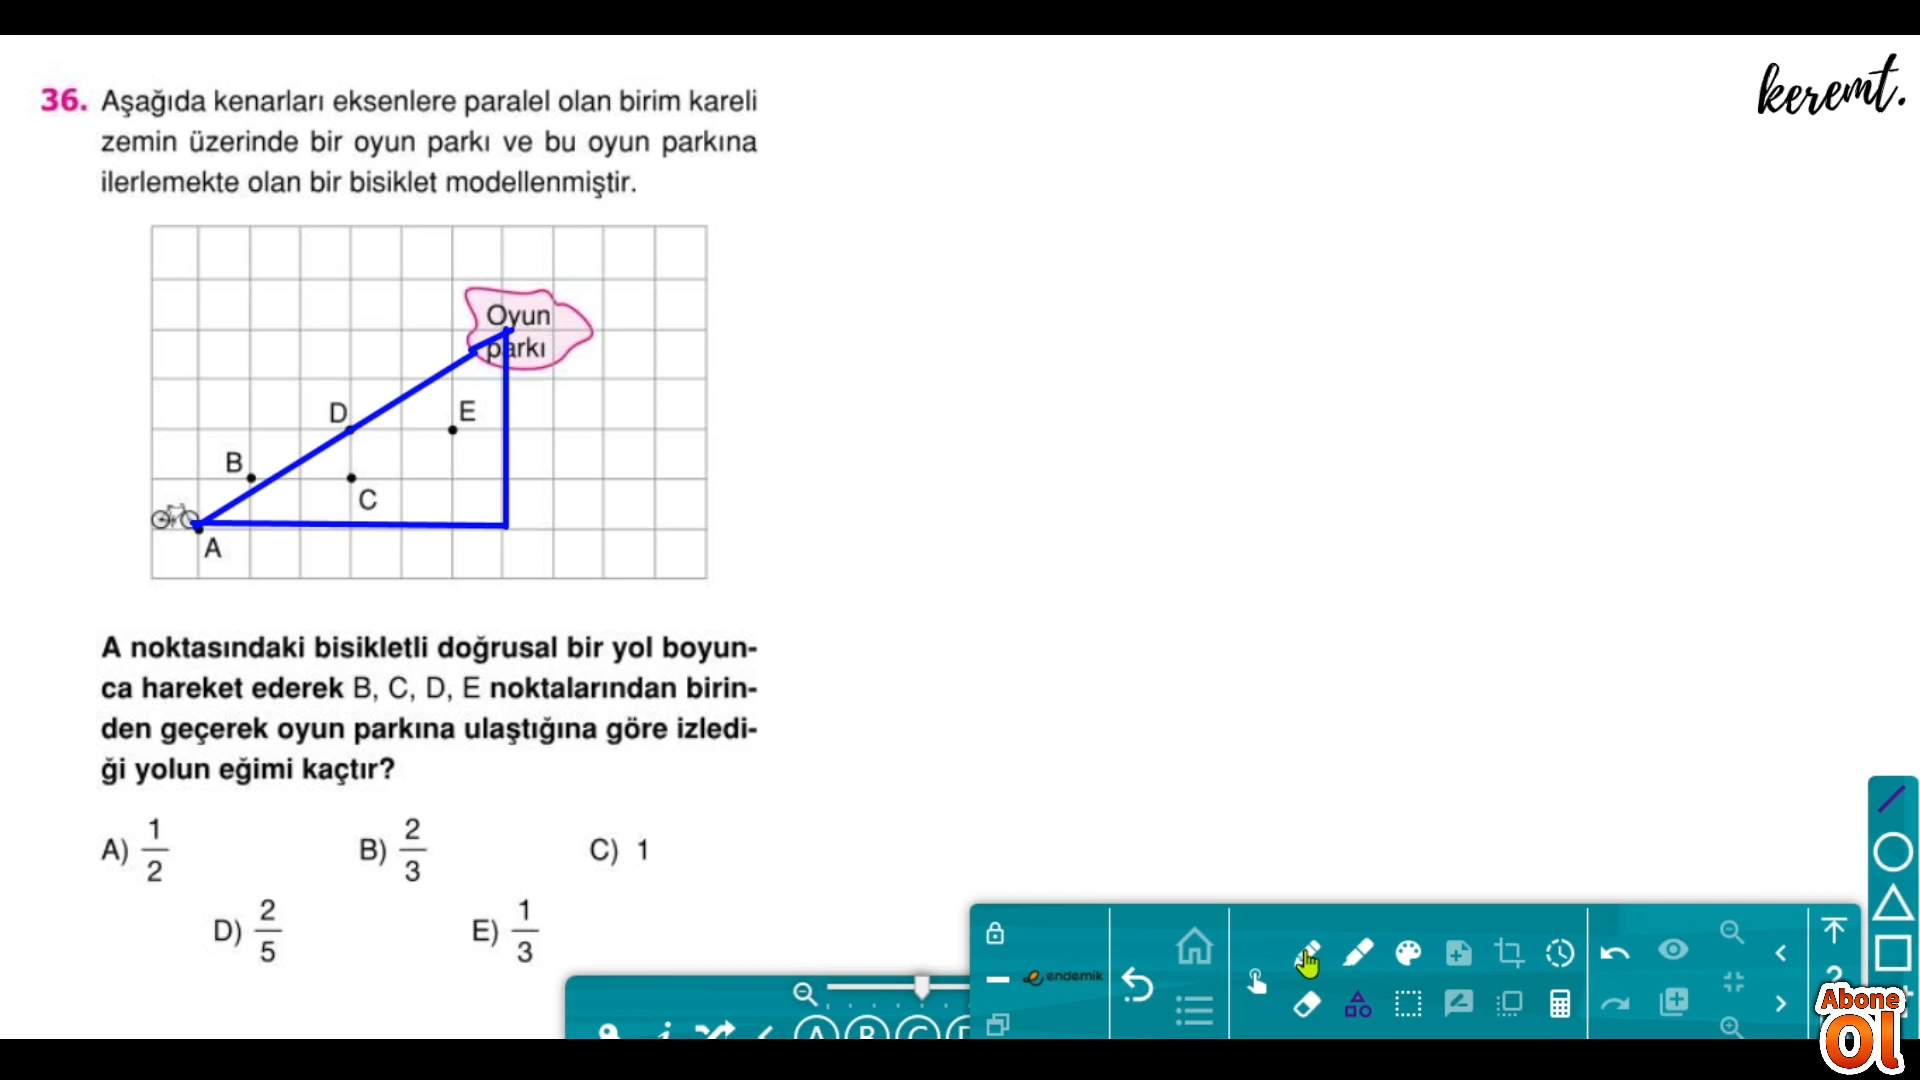 keremt.
36. Aşağıda kenarları eksenlere paralel olan birim kareli
zemin üzerinde bir oyun parkı ve bu oyun parkına
ilerlemekte olan bir bisiklet modellenmiştir.
Oyun
parkı
D
E
B
C
A
A noktasındaki bisikletli doğrusal bir yol boyun-
ca hareket ederek B, C, D, E noktalarından birin-
den geçerek oyun parkına ulaştığına göre izledi-
ği yolun eğimi kaçtır?
A) 1/2 B) 2/3 C) 1
D) 2/5 E) 1/3
endemik
A B C
Abone
Ol